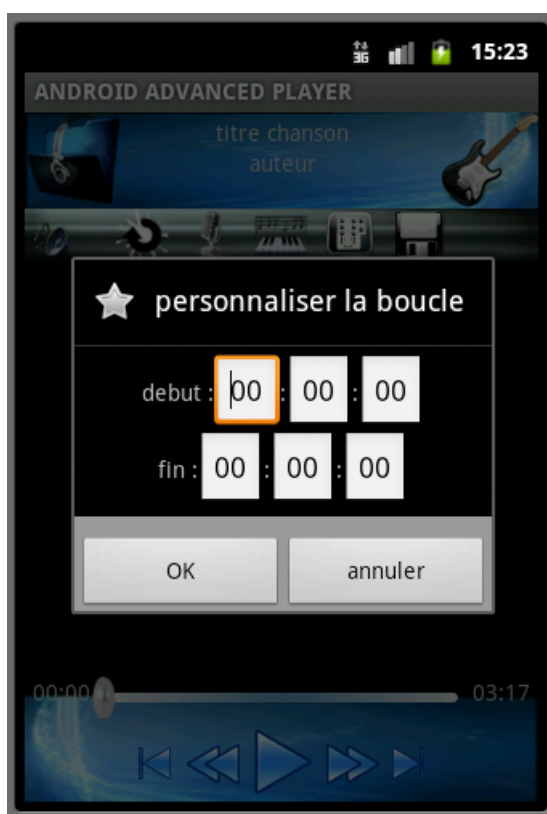 3G 15:23
ANDROID ADVANCED PLAYER
titre chanson
auteur
personnaliser la boucle
debut : 00 : 00 : 00
fin : 00 : 00 : 00
OK annuler
00:00 03:17